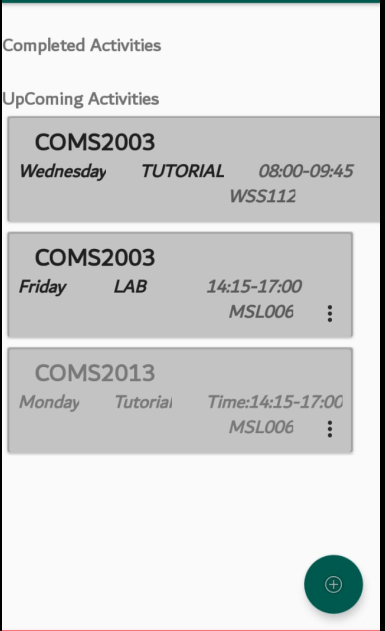 Completed Activities
UpComing Activities
COMS2003
Wednesday TUTORIAL 08:00-09:45
WSS112
COMS2003
Friday LAB 14:15-17:00
MSL006
COMS2013
Monday Tutorial Time:14:15-17:00
MSL006